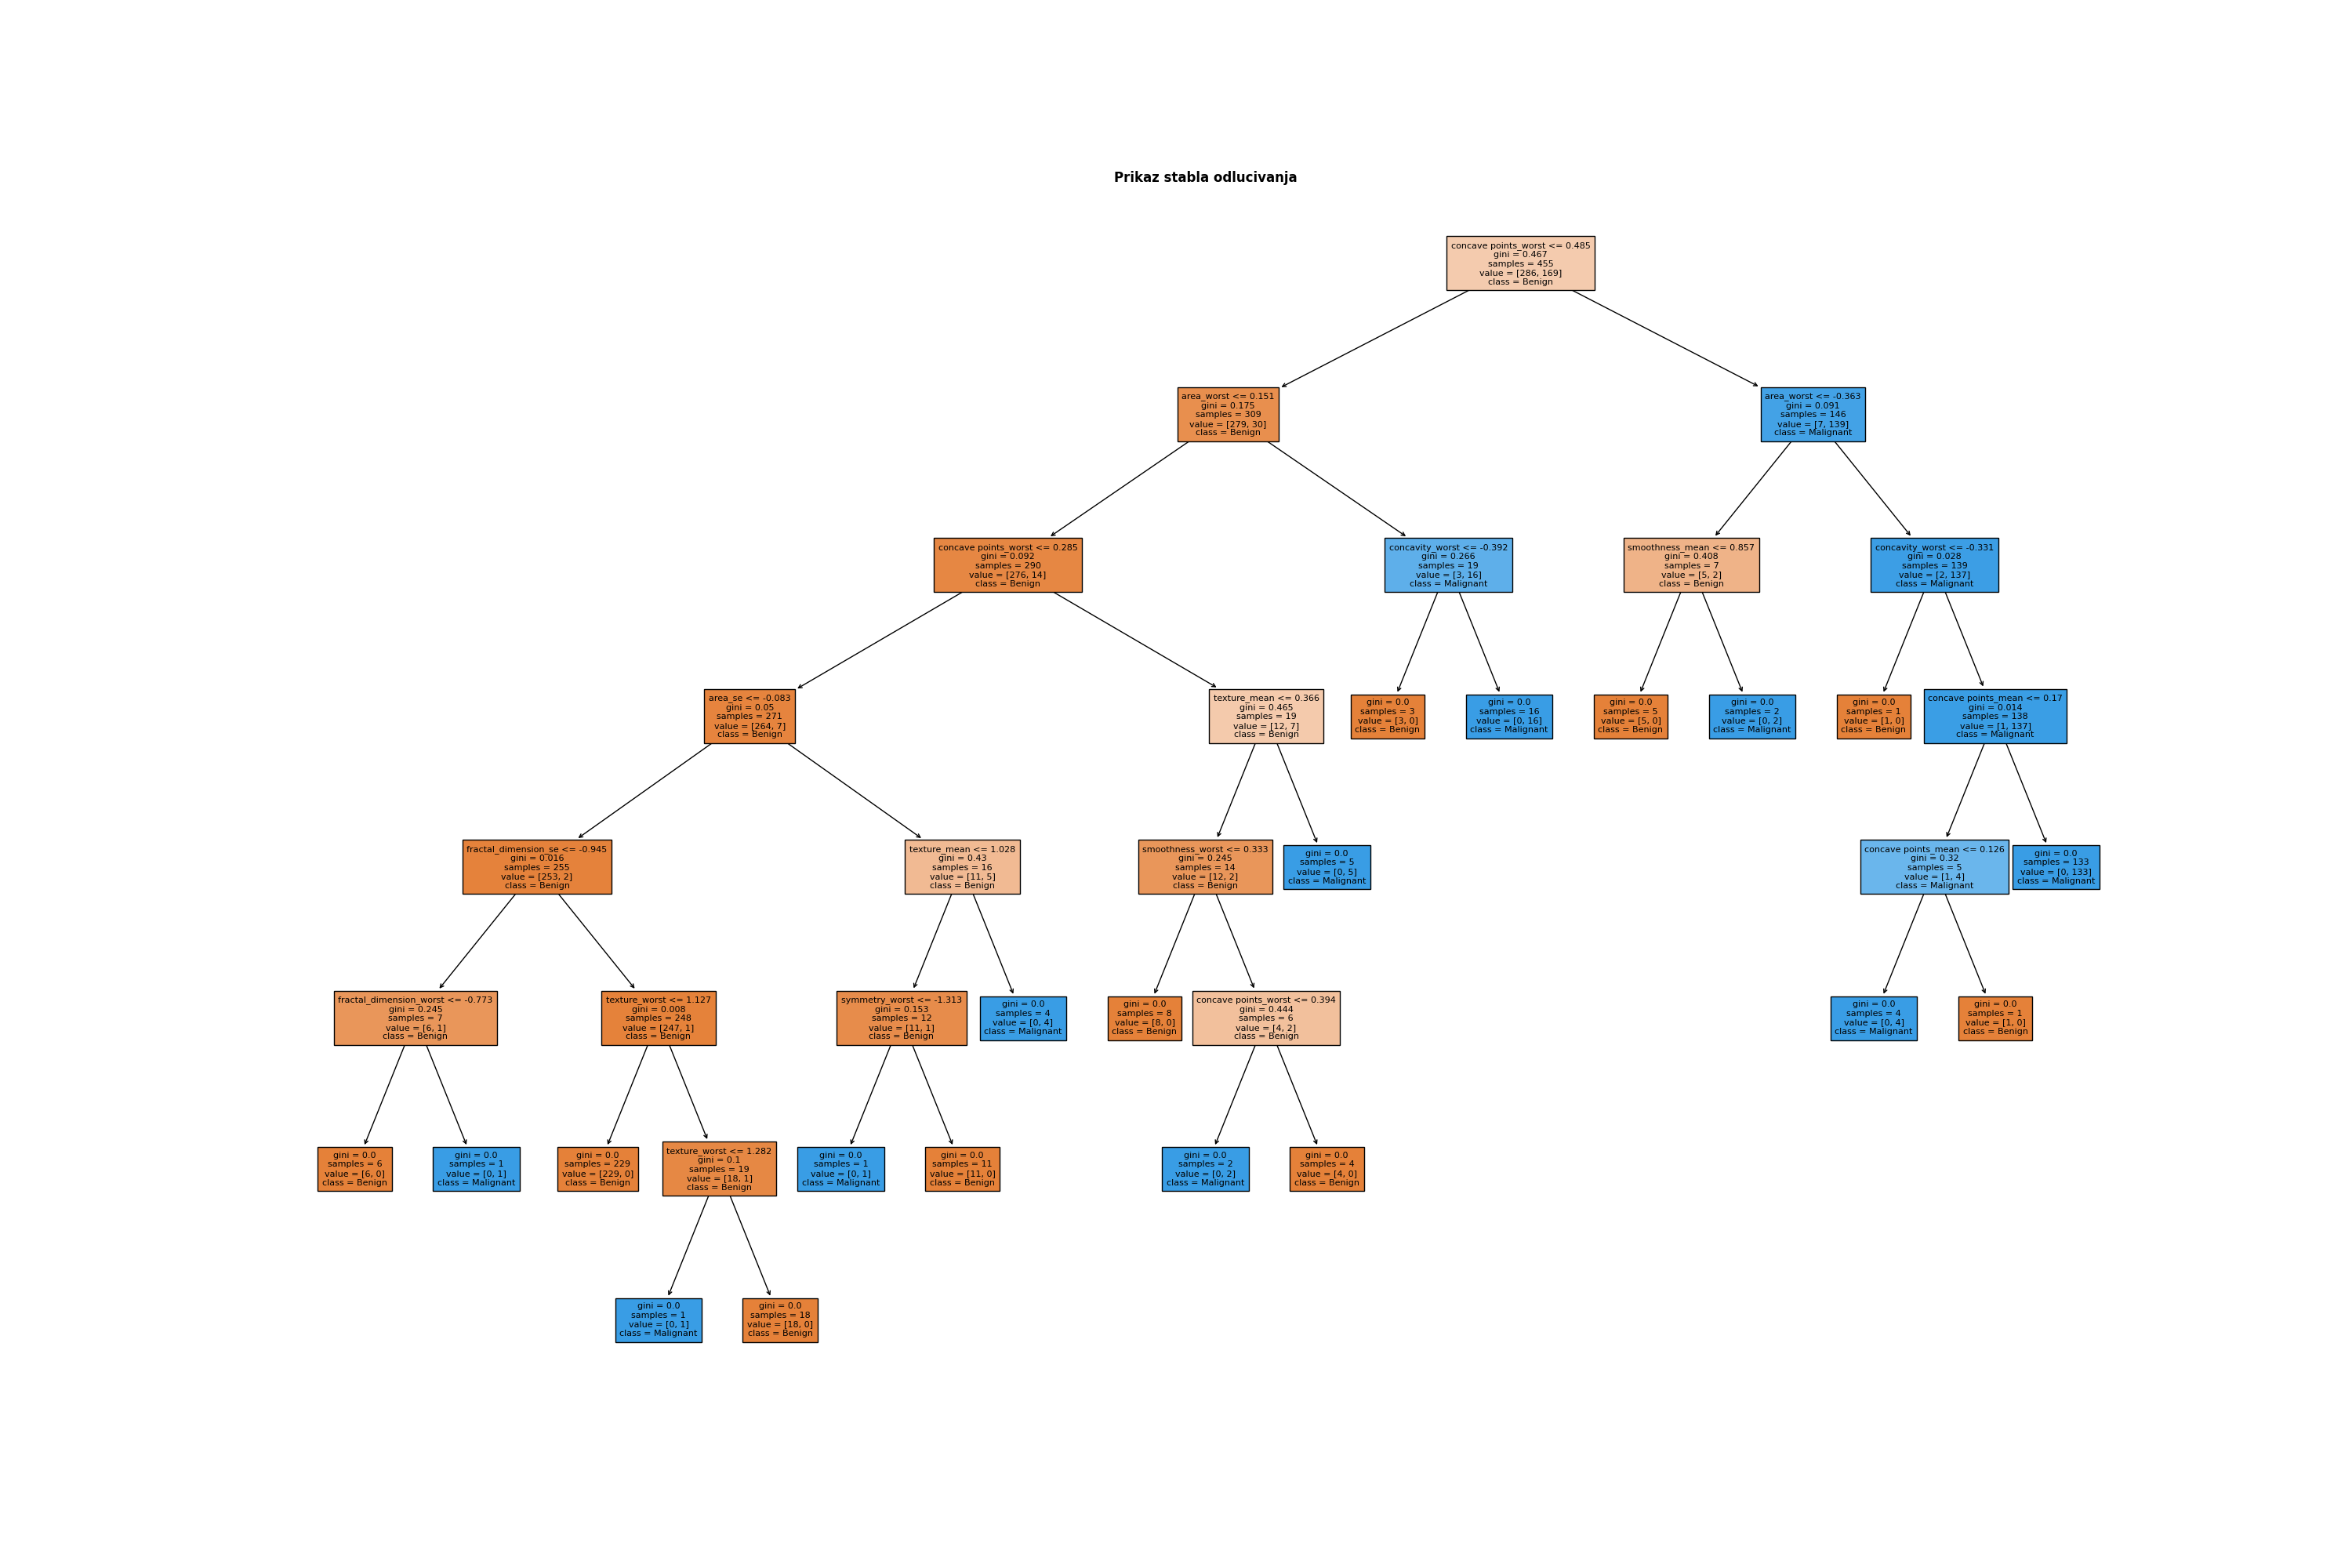 Prikaz stabla odlucivanja
concave points_worst <= 0.485
gini = 0.467
samples = 455
value = [286, 169]
class = Benign
area_worst <= 0.151
gini = 0.175
samples = 309
value = [279, 30]
class = Benign
area_worst <= -0.363
gini = 0.091
samples = 146
value = [7, 139]
class = Malignant
concave points_worst <= 0.285
gini = 0.092
samples = 290
value = [276, 14]
class = Benign
concavity_worst <= -0.392
gini = 0.266
samples = 19
value = [3, 16]
class = Malignant
smoothness_mean <= 0.857
gini = 0.408
samples = 7
value = [5, 2]
class = Benign
concavity_worst <= -0.331
gini = 0.028
samples = 139
value = [2, 137]
class = Malignant
area_se <= -0.083
gini = 0.05
samples = 271
value = [264, 7]
class = Benign
texture_mean <= 0.366
gini = 0.465
samples = 19
value = [12, 7]
class = Benign
gini = 0.0
samples = 3
value = [3, 0]
class = Benign
gini = 0.0
samples = 16
value = [0, 16]
class = Malignant
gini = 0.0
samples = 5
value = [5, 0]
class = Benign
gini = 0.0
samples = 2
value = [0, 2]
class = Malignant
gini = 0.0
samples = 1
value = [1, 0]
class = Benign
concave points_mean <= 0.17
gini = 0.014
samples = 138
value = [1, 137]
class = Malignant
fractal_dimension_se <= -0.945
gini = 0.016
samples = 255
value = [253, 2]
class = Benign
texture_mean <= 1.028
gini = 0.43
samples = 16
value = [11, 5]
class = Benign
smoothness_worst <= 0.333
gini = 0.245
samples = 14
value = [12, 2]
class = Benign
gini = 0.0
samples = 5
value = [0, 5]
class = Malignant
concave points_mean <= 0.126
gini = 0.32
samples = 5
value = [1, 4]
class = Malignant
gini = 0.0
samples = 133
value = [0, 133]
class = Malignant
fractal_dimension_worst <= -0.773
gini = 0.245
samples = 7
value = [6, 1]
class = Benign
texture_worst <= 1.127
gini = 0.008
samples = 248
value = [247, 1]
class = Benign
symmetry_worst <= -1.313
gini = 0.153
samples = 12
value = [11, 1]
class = Benign
gini = 0.0
samples = 4
value = [0, 4]
class = Malignant
gini = 0.0
samples = 8
value = [8, 0]
class = Benign
concave points_worst <= 0.394
gini = 0.444
samples = 6
value = [4, 2]
class = Benign
gini = 0.0
samples = 4
value = [0, 4]
class = Malignant
gini = 0.0
samples = 1
value = [1, 0]
class = Benign
gini = 0.0
samples = 6
value = [6, 0]
class = Benign
gini = 0.0
samples = 1
value = [0, 1]
class = Malignant
gini = 0.0
samples = 229
value = [229, 0]
class = Benign
texture_worst <= 1.282
gini = 0.1
samples = 19
value = [18, 1]
class = Benign
gini = 0.0
samples = 1
value = [0, 1]
class = Malignant
gini = 0.0
samples = 11
value = [11, 0]
class = Benign
gini = 0.0
samples = 2
value = [0, 2]
class = Malignant
gini = 0.0
samples = 4
value = [4, 0]
class = Benign
gini = 0.0
samples = 1
value = [0, 1]
class = Malignant
gini = 0.0
samples = 18
value = [18, 0]
class = Benign